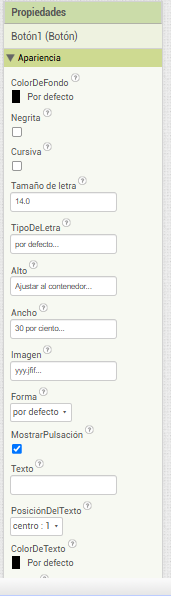 Propiedades
Botón1 (Botón)
Apariencia
ColorDeFondo ?
Por defecto
Negrita ?
Cursiva ?
Tamaño de letra ?
14.0
TipoDeLetra ?
por defecto...
Alto ?
Ajustar al contenedor...
Ancho ?
30 por ciento...
Imagen ?
yyy.jfif...
Forma ?
por defecto
MostrarPulsación ?
Texto ?
PosiciónDelTexto ?
centro : 1
ColorDeTexto ?
Por defecto